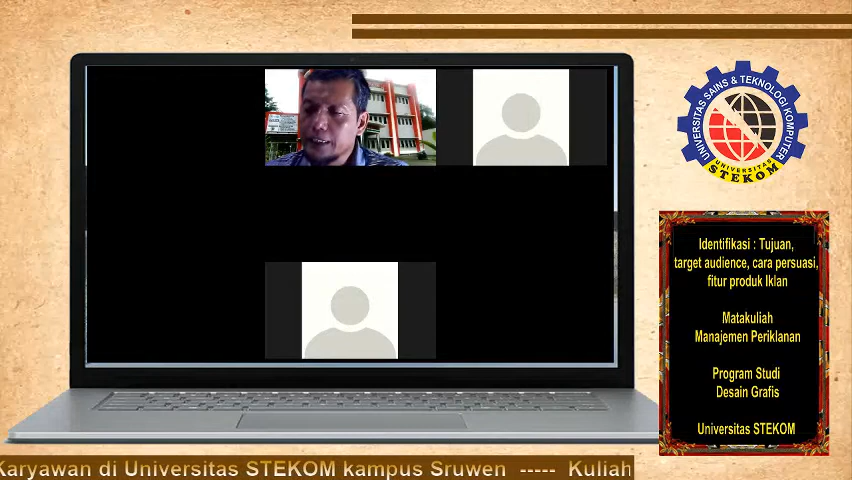 UNIVERSITAS SAINS & TEKNOLOGI KOMPUTER
UNIVERSITAS
STEKOM
Identifikasi : Tujuan,
target audience, cara persuasi,
fitur produk Iklan
Matakuliah
Manajemen Periklanan
Program Studi
Desain Grafis
Universitas STEKOM
Karyawan di Universitas STEKOM kampus Sruwen ----- Kuliah